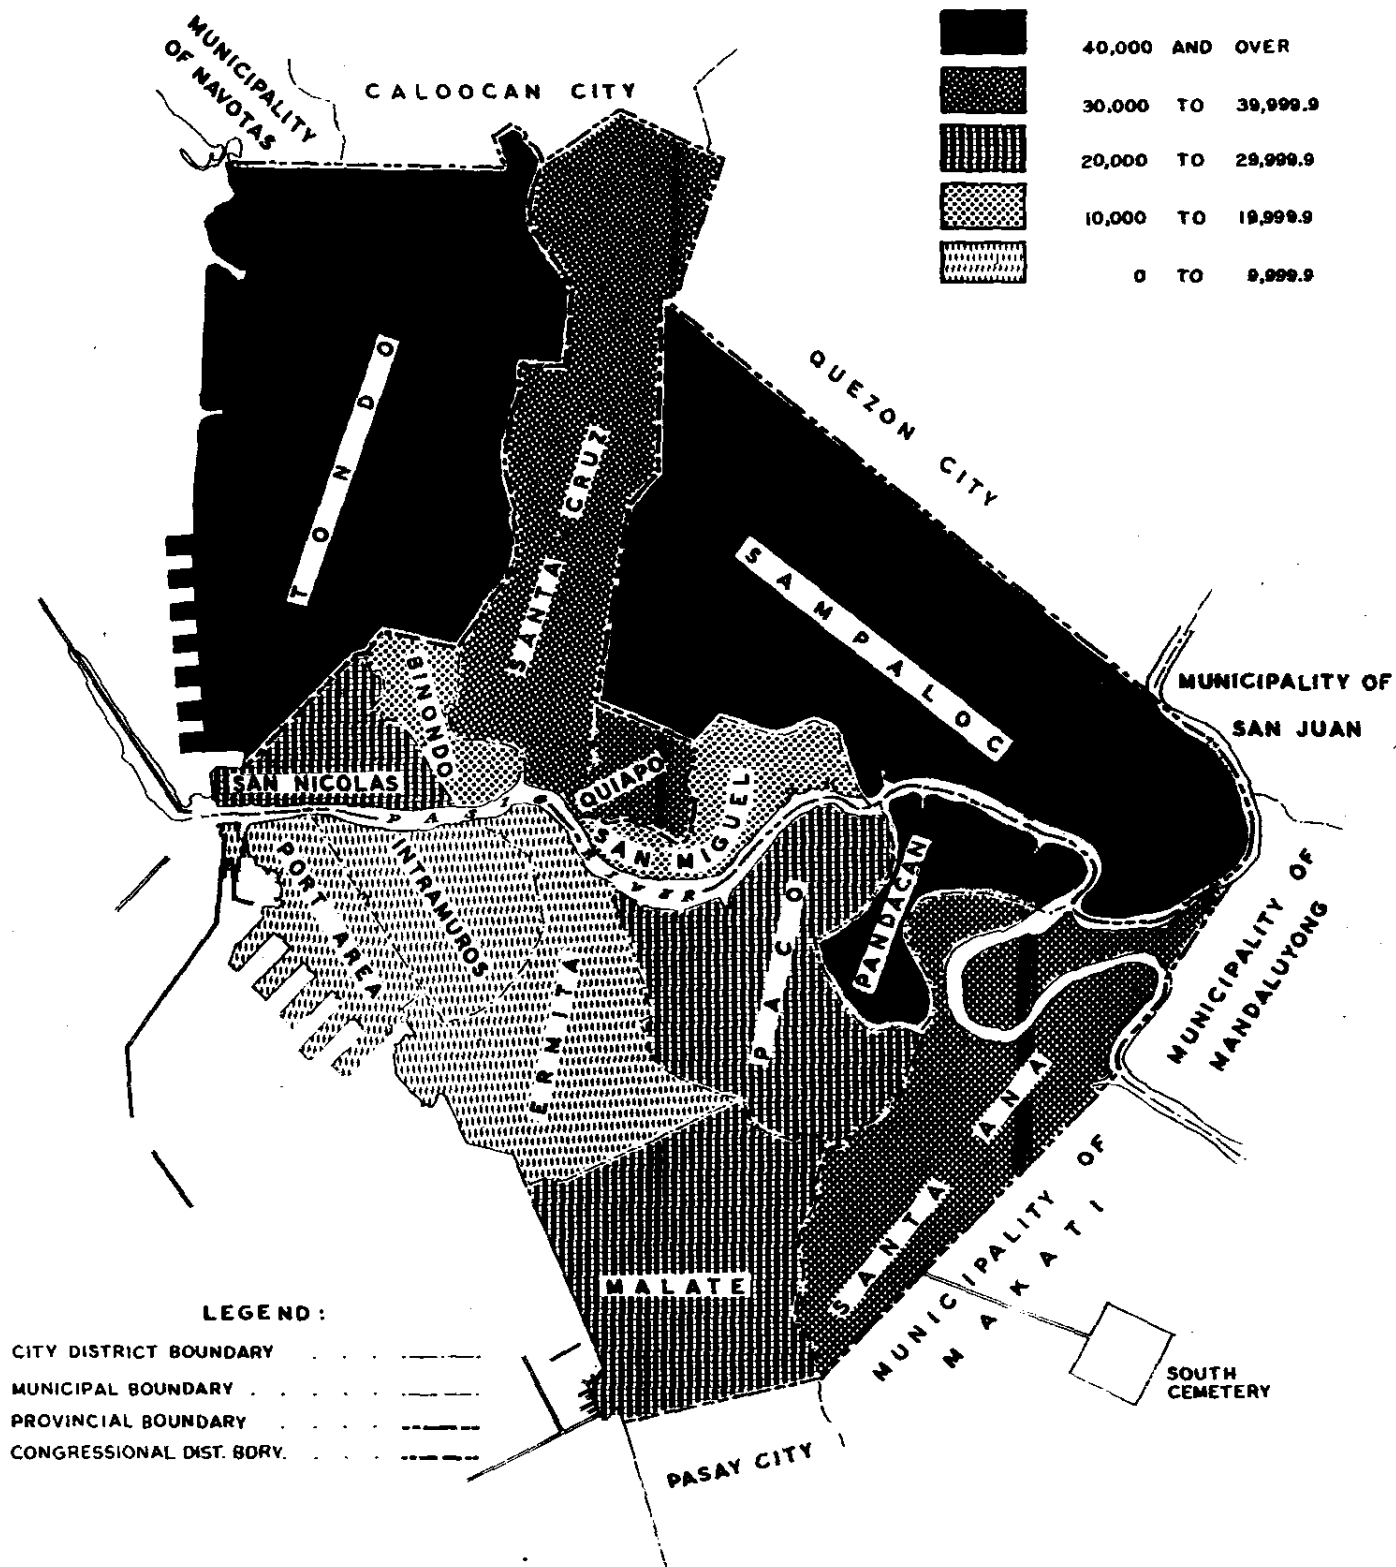 MUNICIPALITY
OF NAVOTAS
CALOOCAN CITY
40,000 AND OVER
30,000 TO 39,999.9
20,000 TO 29,999.9
10,000 TO 19,999.9
0 TO 9,999.9
QUEZON CITY
TONDO
SANTA CRUZ
SAMPALOC
BINONDO
MUNICIPALITY OF
SAN JUAN
SAN NICOLAS
QUIAPO
PASIG RIVER
SAN MIGUEL
PORT AREA
INTRAMUROS
ERMITA
PACO
PANDACAN
MUNICIPALITY OF
MANDALUYONG
SANTA ANA
MALATE
MUNICIPALITY OF
MAKATI
SOUTH
CEMETERY
PASAY CITY
LEGEND:
CITY DISTRICT BOUNDARY . . .
MUNICIPAL BOUNDARY . . . .
PROVINCIAL BOUNDARY . . .
CONGRESSIONAL DIST. BDRY. . . .